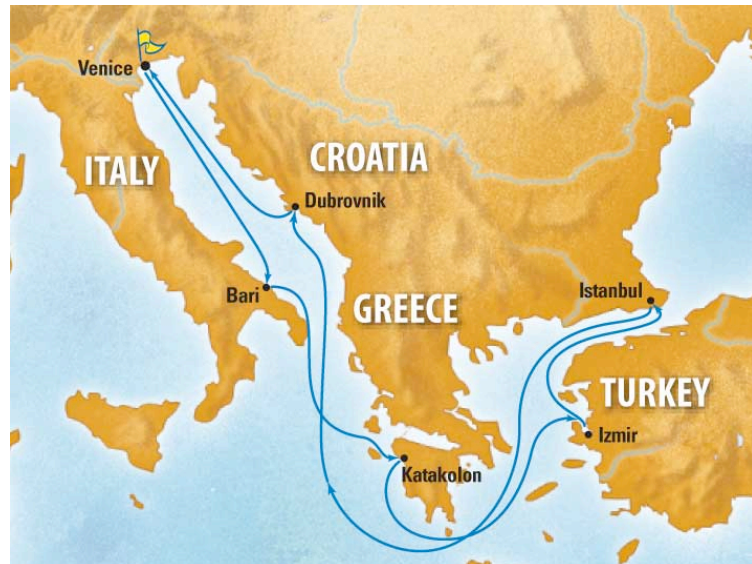 Venice
ITALY
CROATIA
Dubrovnik
Bari
GREECE
Istanbul
TURKEY
Izmir
Katakolon